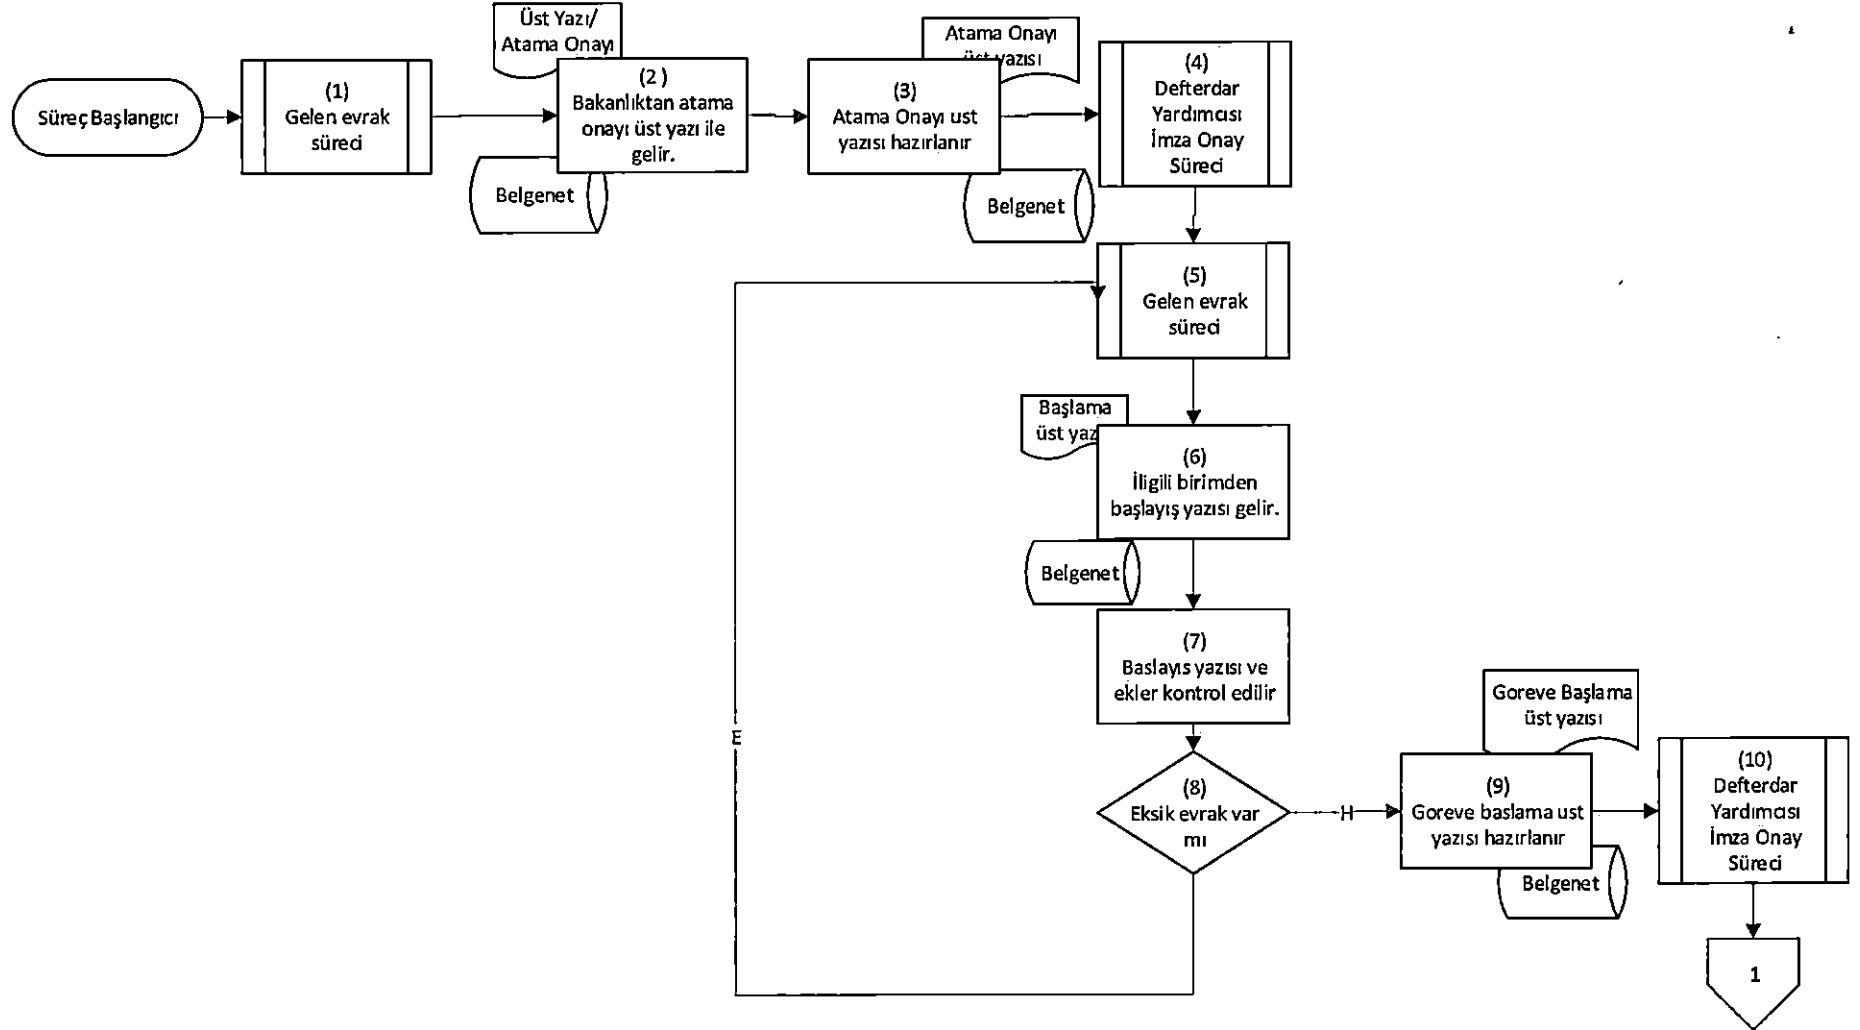 Süreç Başlangıcı
(1)
Gelen evrak
süreci
Üst Yazı/
Atama Onayı
(2 )
Bakanlıktan atama
onayı üst yazı ile
gelir.
Belgenet
Atama Onayı
üst yazısı
(3)
Atama Onayı ust
yazısı hazırlanır
Belgenet
(4)
Defterdar
Yardımcısı
İmza Onay
Süreci
(5)
Gelen evrak
süreci
Başlama
üst yaz
(6)
İligili birimden
başlayış yazısı gelir.
Belgenet
(7)
Baslayıs yazısı ve
ekler kontrol edilir
E
(8)
Eksik evrak var
mı
H
Goreve Başlama
üst yazısı
(9)
Goreve baslama ust
yazısı hazırlanır
Belgenet
(10)
Defterdar
Yardımcısı
İmza Onay
Süreci
1